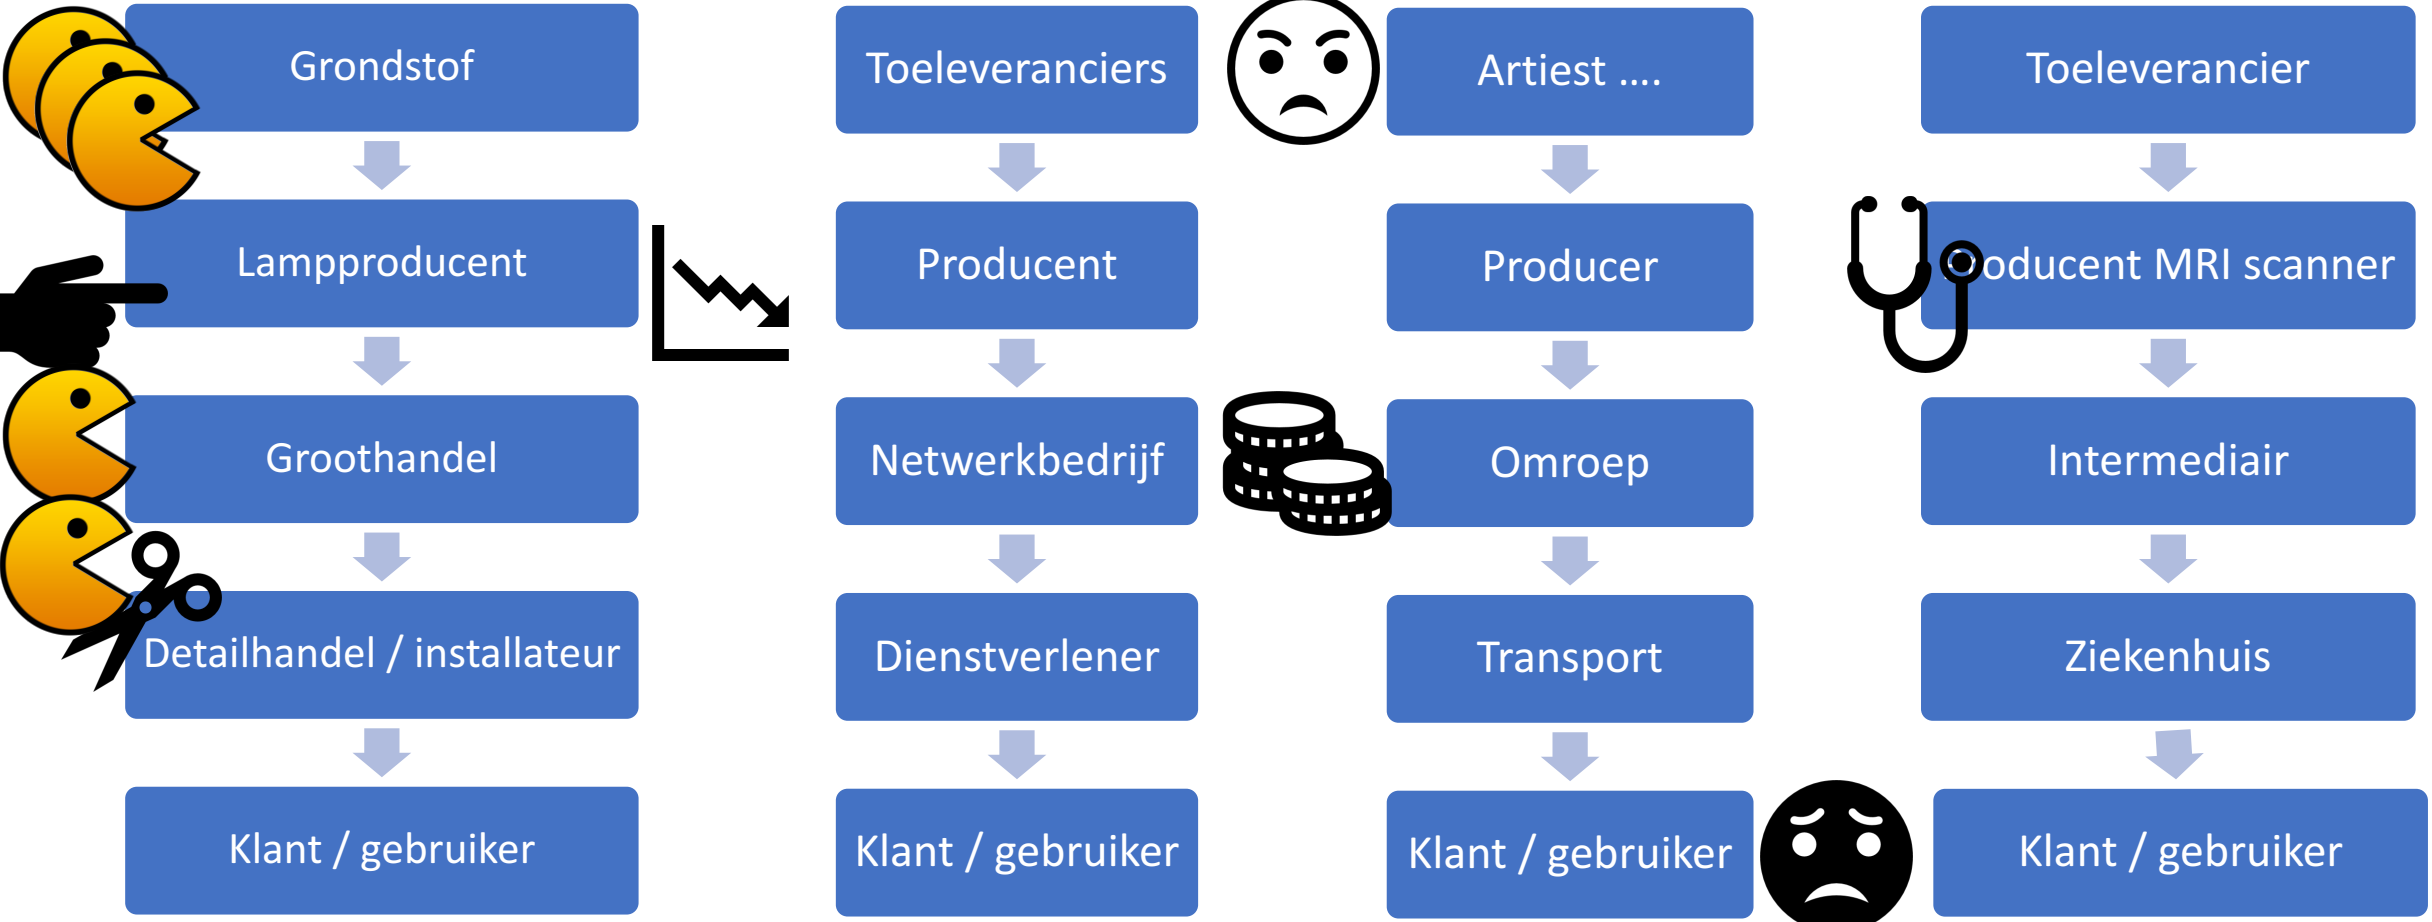 Grondstof
Lampproducent
Groothandel
Detailhandel / installateur
Klant / gebruiker
Toeleveranciers
Producent
Netwerkbedrijf
Dienstverlener
Klant / gebruiker
Artiest ....
Producer
Omroep
Transport
Klant / gebruiker
Toeleverancier
Producent MRI scanner
Intermediair
Ziekenhuis
Klant / gebruiker